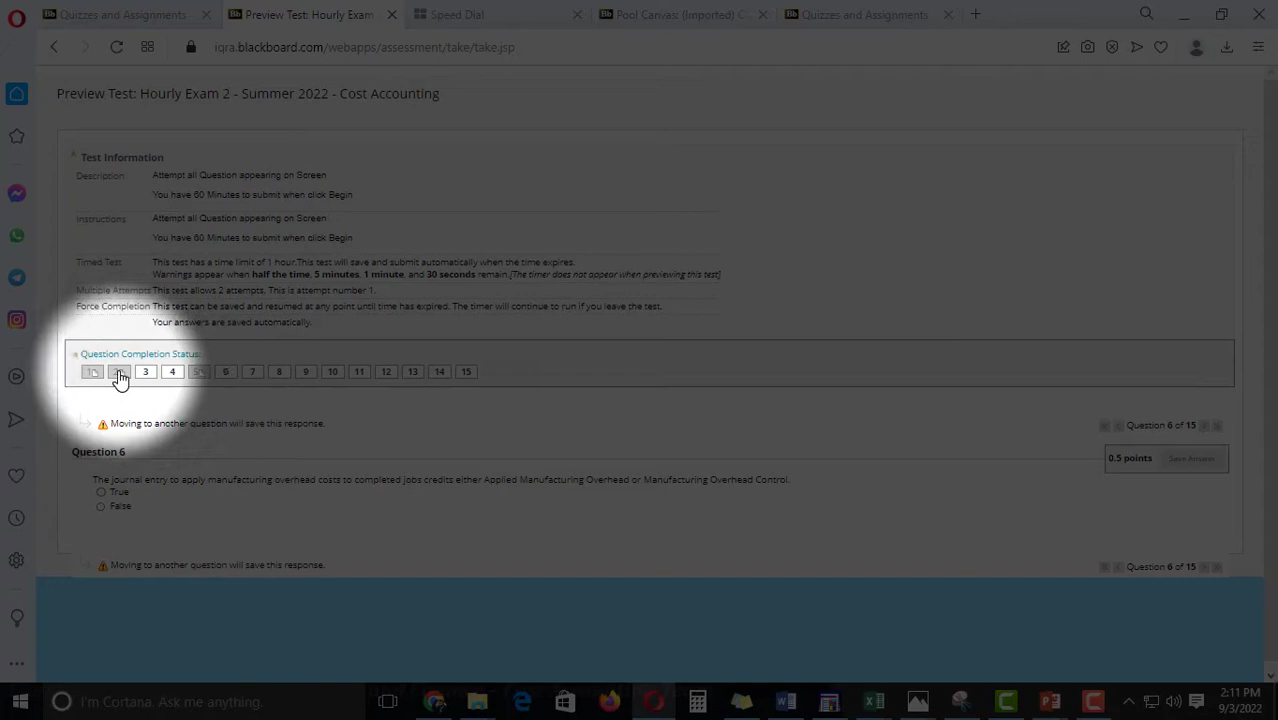 Quizzes and Assignments
Preview Test: Hourly Exam
Speed Dial
Pool Canvas: (Imported) C
Quizzes and Assignments
iqra.blackboard.com/webapps/assessment/take/take.jsp
Preview Test: Hourly Exam 2 - Summer 2022 - Cost Accounting
Test Information
Description Attempt all Question appearing on Screen
You have 60 Minutes to submit when click Begin
Instructions Attempt all Question appearing on Screen
You have 60 Minutes to submit when click Begin
Timed Test This test has a time limit of 1 hour.This test will save and submit automatically when the time expires.
Warnings appear when half the time, 5 minutes, 1 minute, and 30 seconds remain.[The timer does not appear when previewing this test]
Multiple Attempts This test allows 2 attempts. This is attempt number 1.
Force Completion This test can be saved and resumed at any point until time has expired. The timer will continue to run if you leave the test.
Your answers are saved automatically.
Question Completion Status:
1 2 3 4 5 6 7 8 9 10 11 12 13 14 15
Moving to another question will save this response. Question 6 of 15
Question 6
0.5 points Save Answer
The journal entry to apply manufacturing overhead costs to completed Jobs credits either Applied Manufacturing Overhead or Manufacturing Overhead Control.
True
False
Moving to another question will save this response. Question 6 of 15
I'm Cortana. Ask me anything.
2:11 PM
9/3/2022